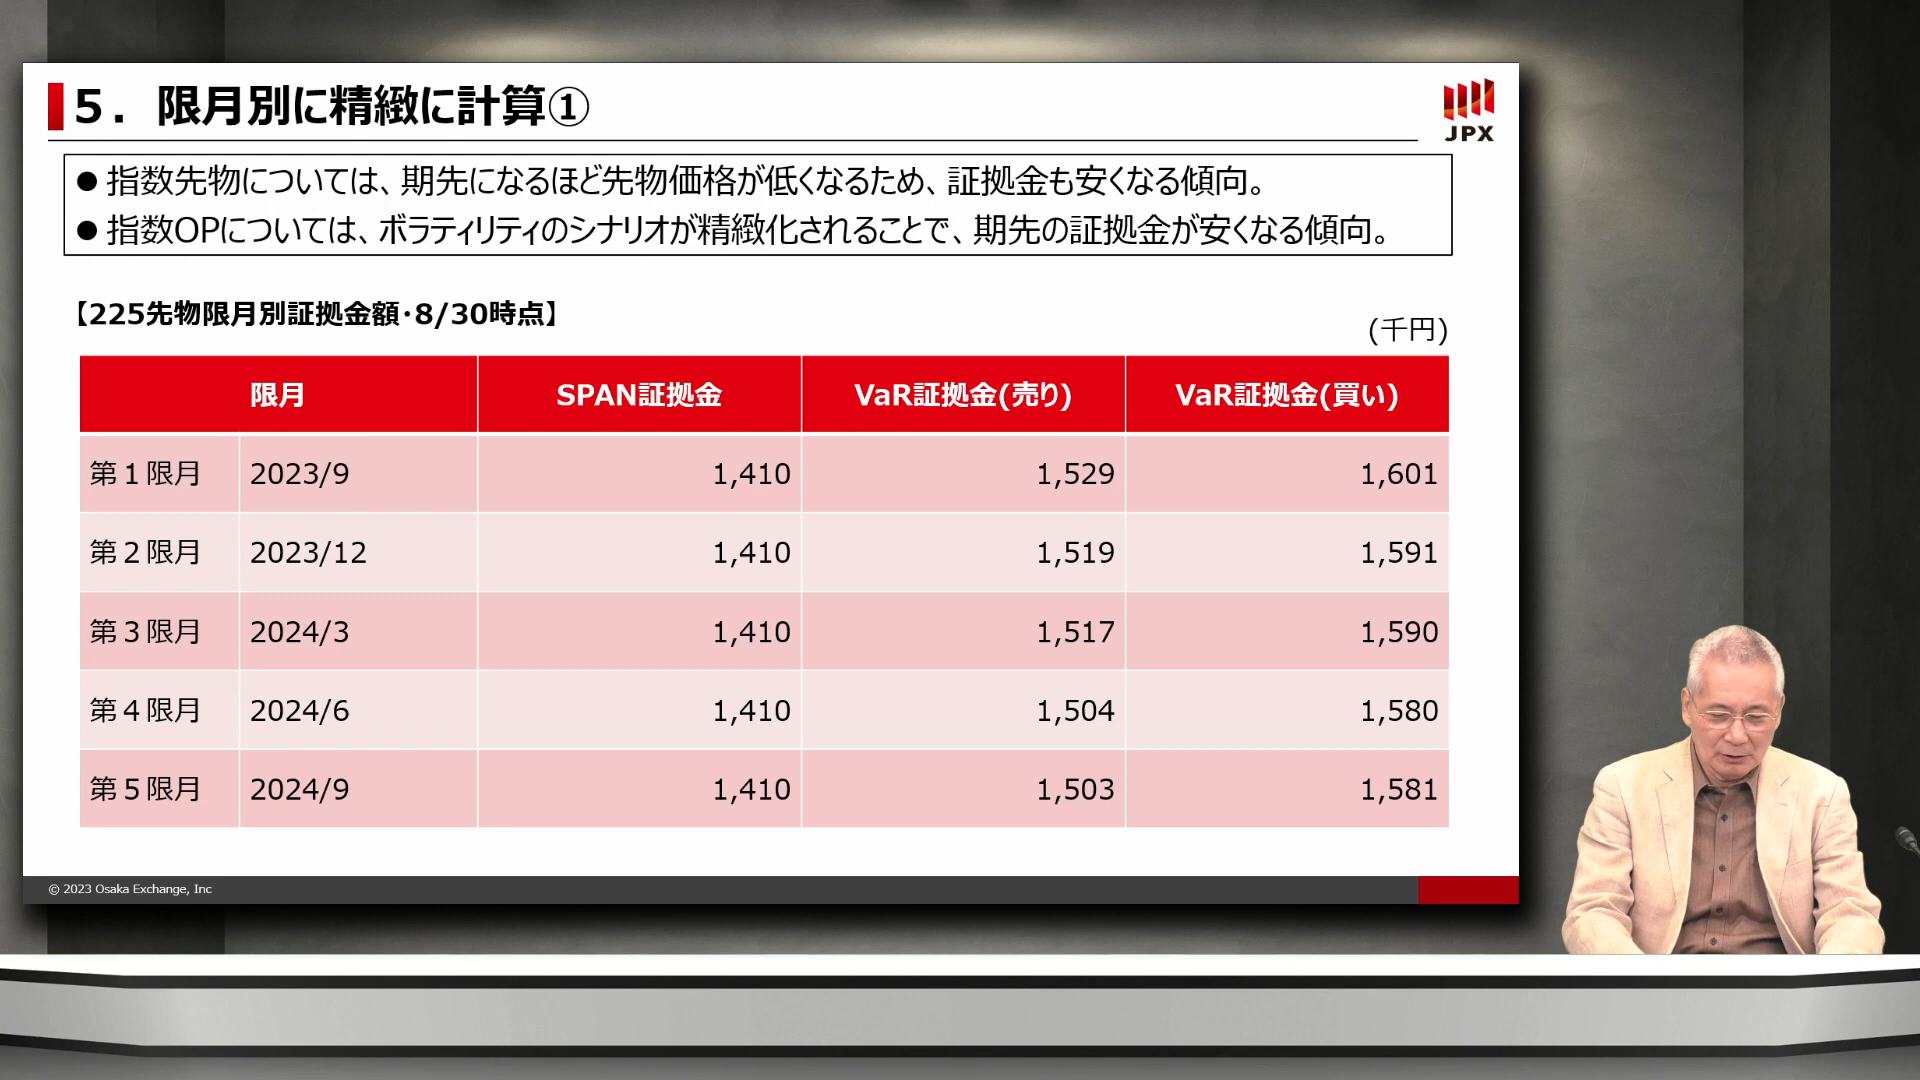 5．限月別に精緻に計算①
JPX
● 指数先物については、期先になるほど先物価格が低くなるため、証拠金も安くなる傾向。
● 指数OPについては、ボラティリティのシナリオが精緻化されることで、期先の証拠金が安くなる傾向。
【225先物限月別証拠金額･8/30時点】
(千円)
限月 SPAN証拠金 VaR証拠金(売り) VaR証拠金(買い)
第１限月 2023/9 1,410 1,529 1,601
第２限月 2023/12 1,410 1,519 1,591
第３限月 2024/3 1,410 1,517 1,590
第４限月 2024/6 1,410 1,504 1,580
第５限月 2024/9 1,410 1,503 1,581
© 2023 Osaka Exchange, Inc